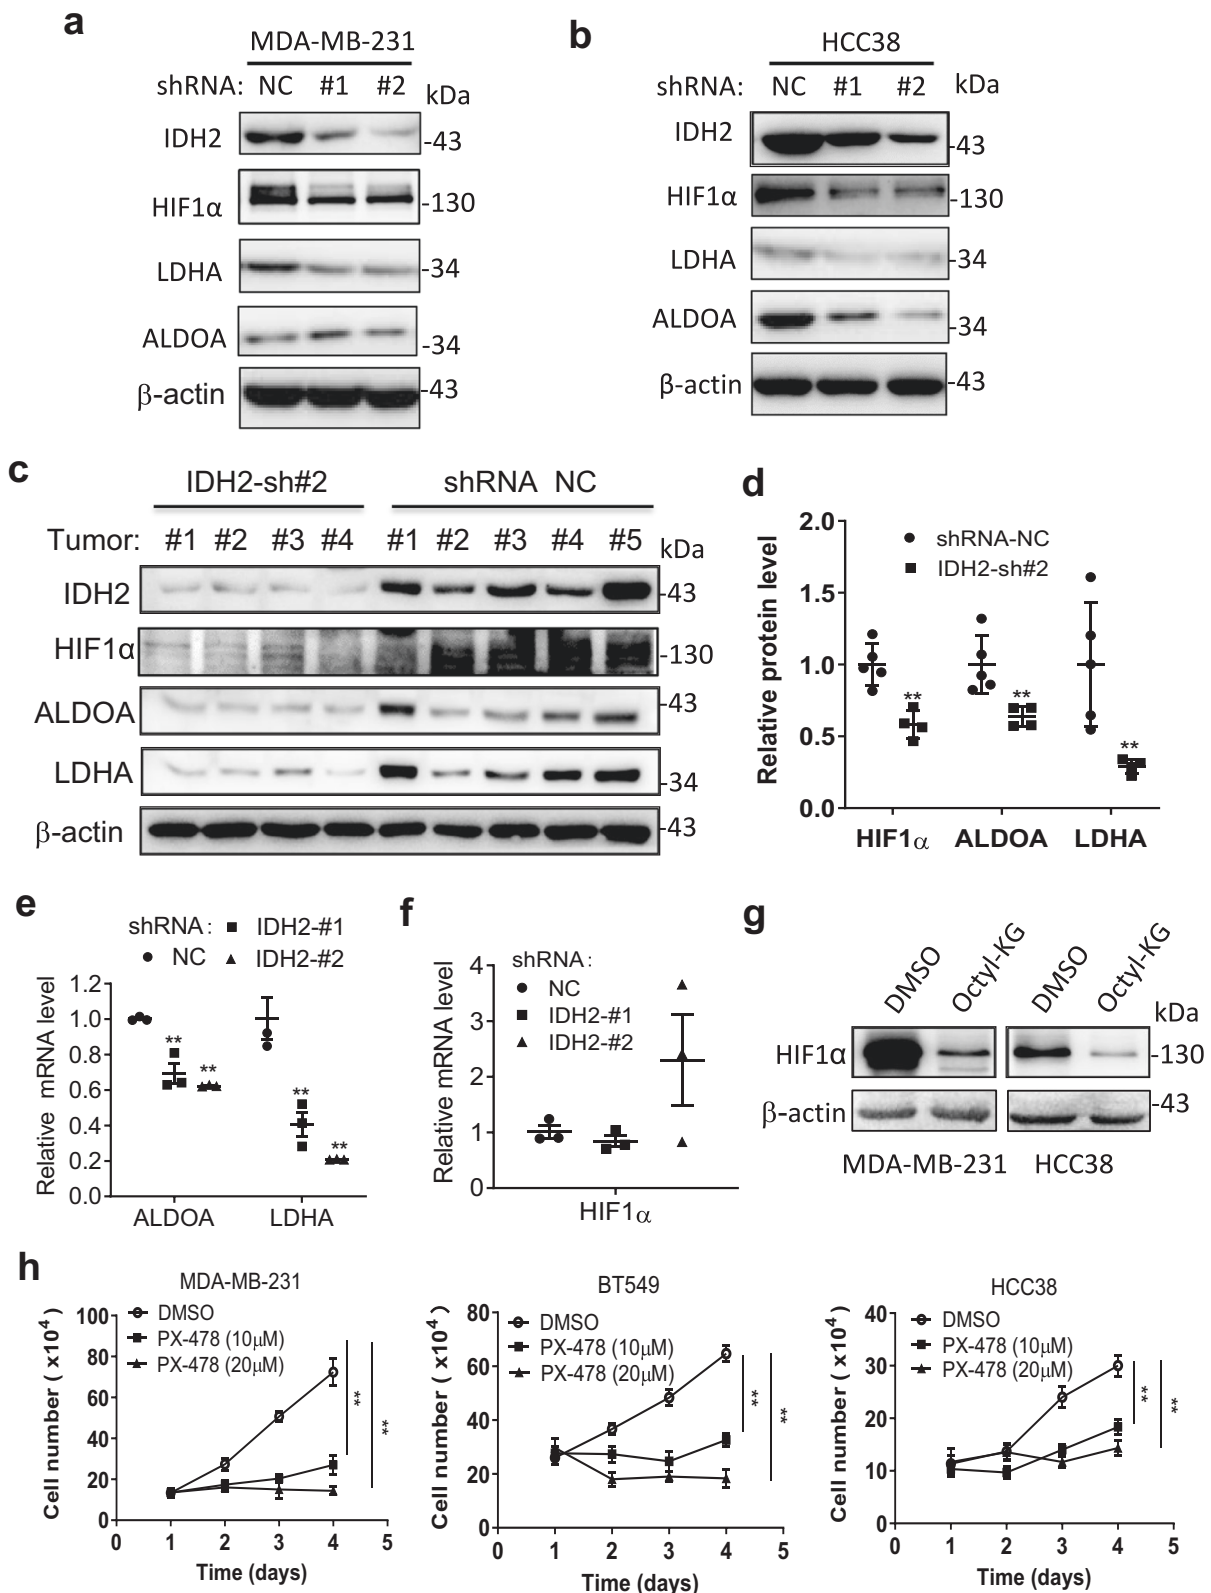 a
MDA-MB-231
shRNA: NC #1 #2 kDa
IDH2 -43
HIF1α -130
LDHA -34
ALDOA -34
β-actin -43
b
HCC38
shRNA: NC #1 #2 kDa
IDH2 -43
HIF1α -130
LDHA -34
ALDOA -34
β-actin -43
c
IDH2-sh#2 shRNA NC
Tumor: #1 #2 #3 #4 #1 #2 #3 #4 #5 kDa
IDH2 -43
HIF1α -130
ALDOA -43
LDHA -34
β-actin -43
d
Relative protein level
2.0
1.5
1.0
0.5
0.0
shRNA-NC
IDH2-sh#2
** ** **
HIF1α ALDOA LDHA
e
shRNA: IDH2-#1
NC IDH2-#2
Relative mRNA level
1.2
1.0
0.8
0.6
0.4
0.2
0.0
** ** ** **
ALDOA LDHA
f
shRNA:
NC
IDH2-#1
IDH2-#2
Relative mRNA level
4
3
2
1
0
HIF1α
g
DMSO Octyl-KG DMSO Octyl-KG
kDa
HIF1α -130
β-actin -43
MDA-MB-231 HCC38
h
MDA-MB-231
DMSO
PX-478 (10μM)
PX-478 (20μM)
Cell number ( x10⁴ )
100
80
60
40
20
0
** **
0 1 2 3 4 5
Time (days)
BT549
DMSO
PX-478 (10μM)
PX-478 (20μM)
Cell number ( x10⁴ )
80
60
40
20
0
** **
0 1 2 3 4 5
Time (days)
HCC38
DMSO
PX-478 (10μM)
PX-478 (20μM)
Cell number ( x10⁴ )
40
30
20
10
0
** **
0 1 2 3 4 5
Time (days)